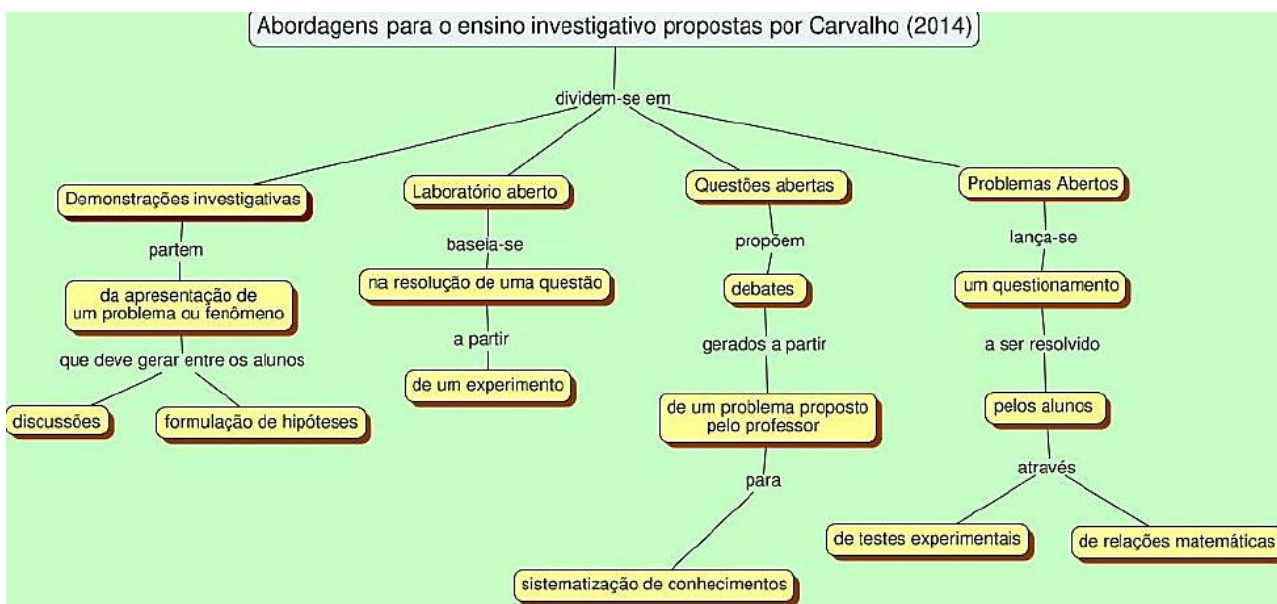 Abordagens para o ensino investigativo propostas por Carvalho (2014)
dividem-se em
Demonstrações investigativas
partem
da apresentação de
um problema ou fenômeno
que deve gerar entre os alunos
discussões
formulação de hipóteses
Laboratório aberto
baseia-se
na resolução de uma questão
a partir
de um experimento
Questões abertas
propõem
debates
gerados a partir
de um problema proposto
pelo professor
para
sistematização de conhecimentos
Problemas Abertos
lança-se
um questionamento
a ser resolvido
pelos alunos
através
de testes experimentais
de relações matemáticas